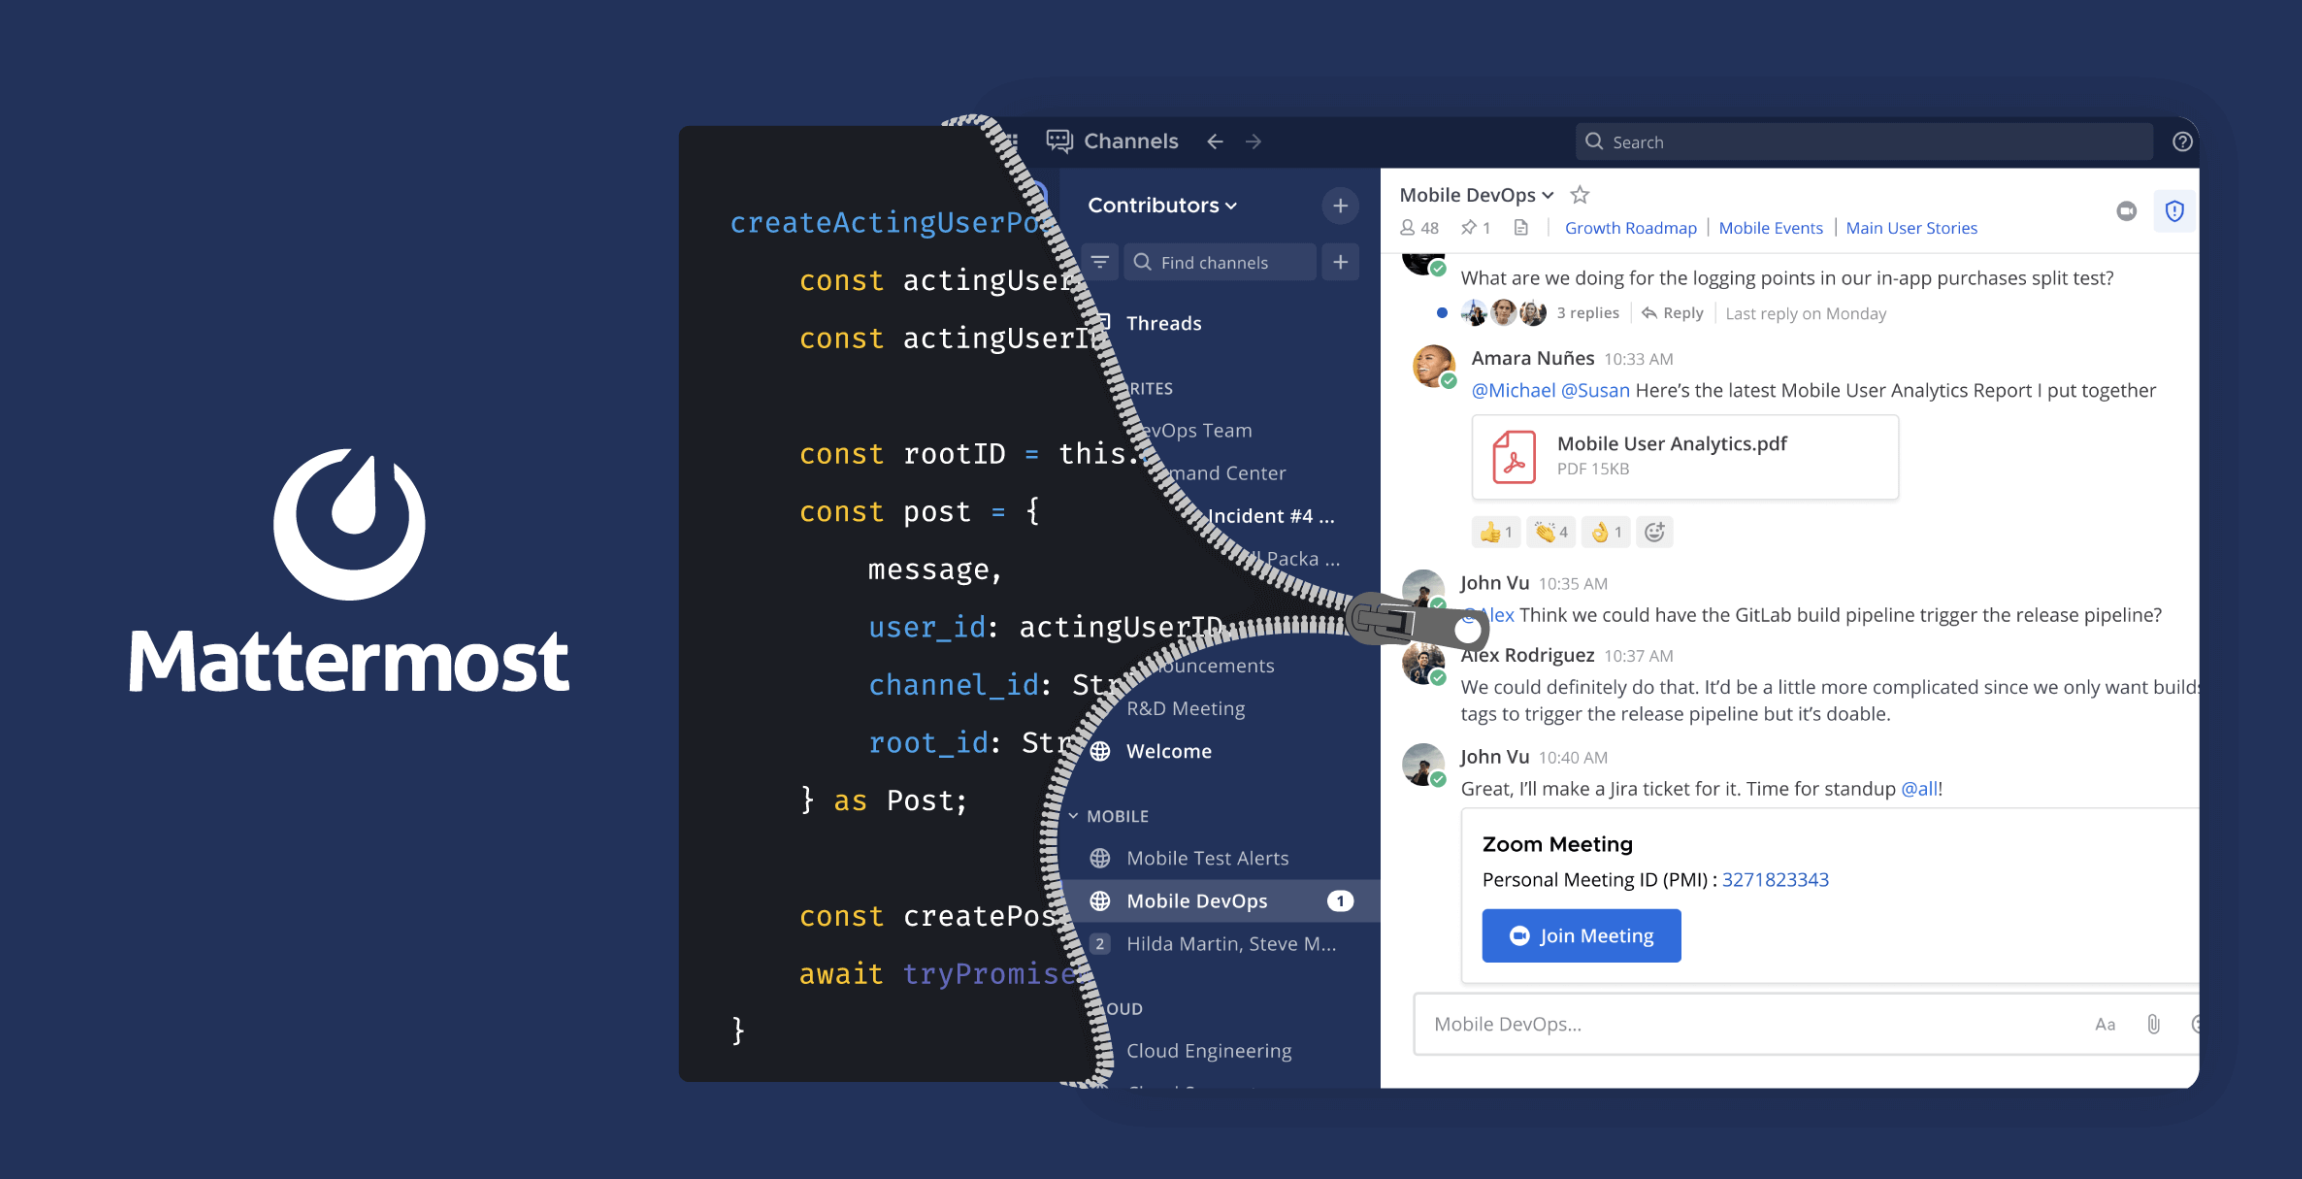 Mattermost
createActingUserPo
const actingUser
const actingUserI
const rootID = this.
const post = {
message,
user_id: actingUserID,
channel_id: Str
root_id: Str
} as Post;
const createPos
await tryPromise
}
Channels
Search
Contributors
Find channels
Threads
RITES
evOps Team
mand Center
Incident #4 ...
ll Packa ...
ouncements
R&D Meeting
Welcome
MOBILE
Mobile Test Alerts
Mobile DevOps 1
2 Hilda Martin, Steve M...
OUD
Cloud Engineering
Mobile DevOps
48 1 Growth Roadmap Mobile Events Main User Stories
What are we doing for the logging points in our in-app purchases split test?
3 replies Reply Last reply on Monday
Amara Nuñes 10:33 AM
@Michael @Susan Here’s the latest Mobile User Analytics Report I put together
Mobile User Analytics.pdf
PDF 15KB
1 4 1
John Vu 10:35 AM
@Alex Think we could have the GitLab build pipeline trigger the release pipeline?
Alex Rodriguez 10:37 AM
We could definitely do that. It’d be a little more complicated since we only want builds
tags to trigger the release pipeline but it’s doable.
John Vu 10:40 AM
Great, I’ll make a Jira ticket for it. Time for standup @all!
Zoom Meeting
Personal Meeting ID (PMI) : 3271823343
Join Meeting
Mobile DevOps...
Aa